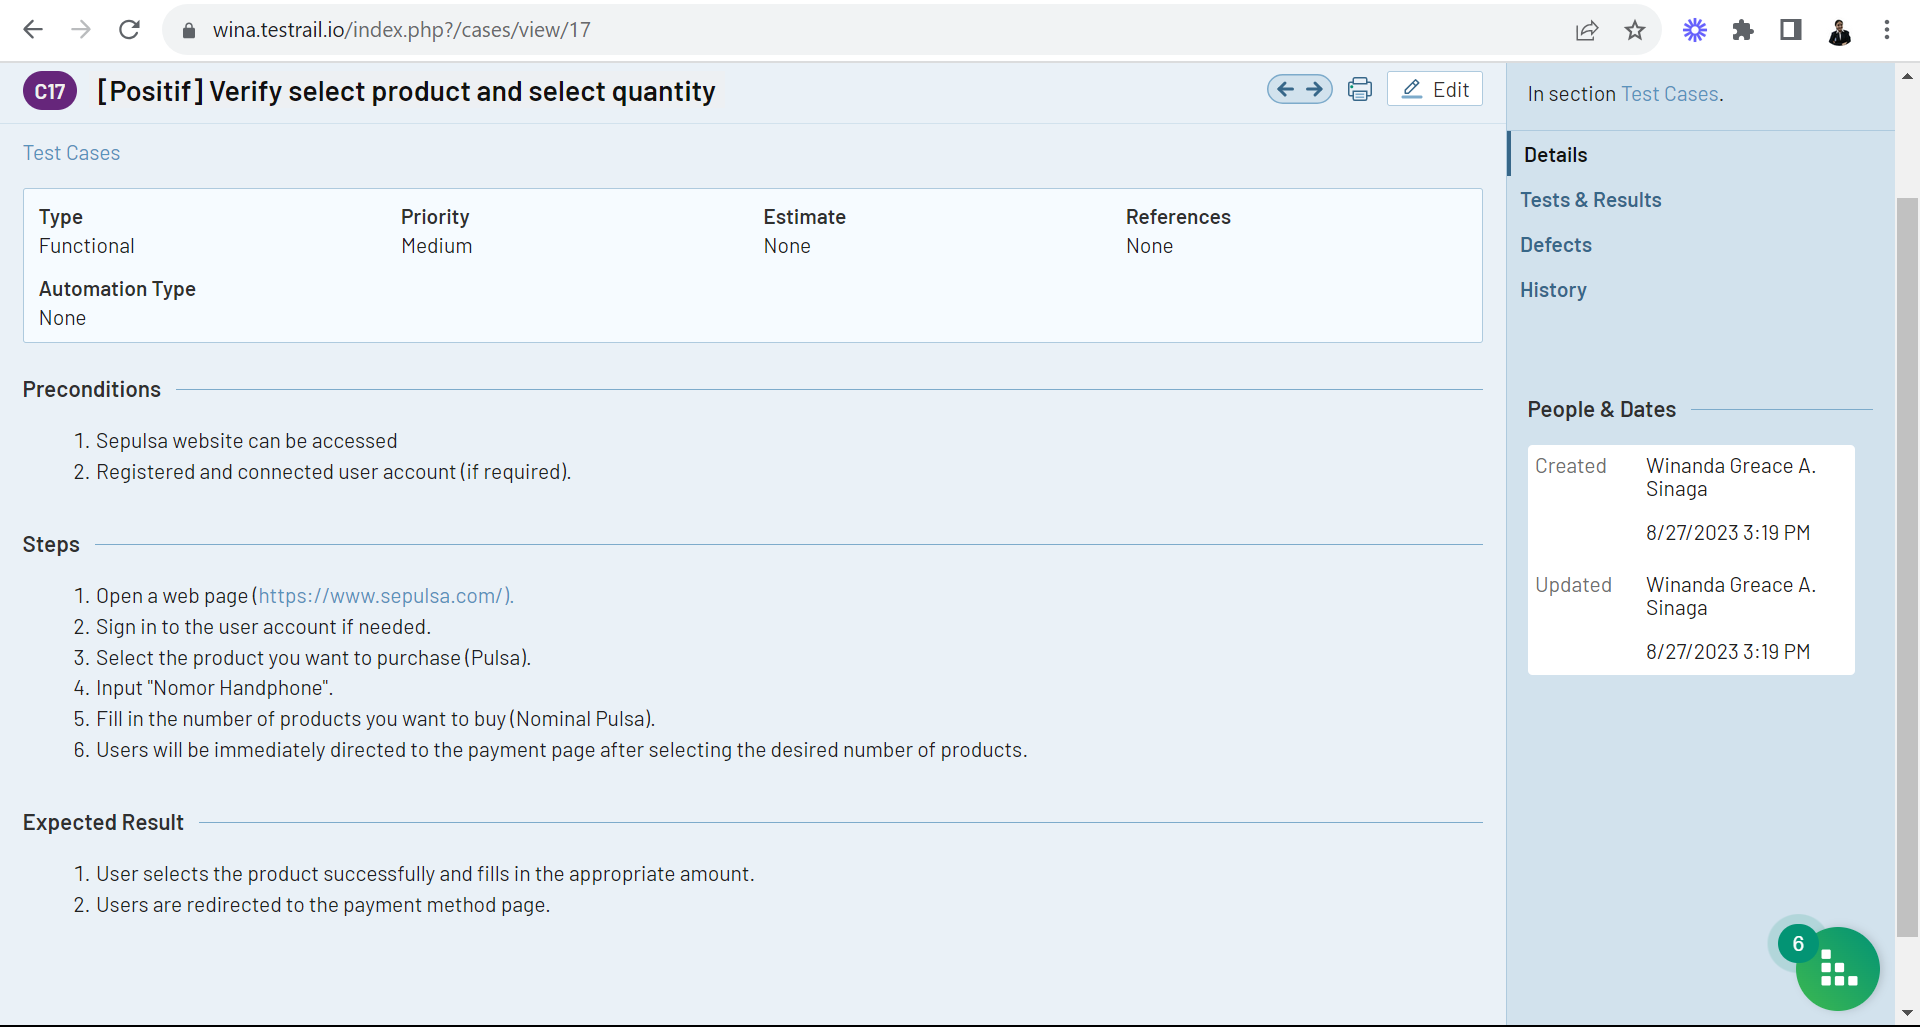 wina.testrail.io/index.php?/cases/view/17
C17 [Positif] Verify select product and select quantity
Edit
In section Test Cases.
Test Cases
Details
Tests & Results
Defects
History
Type Priority Estimate References
Functional Medium None None
Automation Type
None
Preconditions
1. Sepulsa website can be accessed
2. Registered and connected user account (if required).
People & Dates
Created Winanda Greace A.
Sinaga
8/27/2023 3:19 PM
Updated Winanda Greace A.
Sinaga
8/27/2023 3:19 PM
Steps
1. Open a web page (https://www.sepulsa.com/).
2. Sign in to the user account if needed.
3. Select the product you want to purchase (Pulsa).
4. Input "Nomor Handphone".
5. Fill in the number of products you want to buy (Nominal Pulsa).
6. Users will be immediately directed to the payment page after selecting the desired number of products.
Expected Result
1. User selects the product successfully and fills in the appropriate amount.
2. Users are redirected to the payment method page.
6